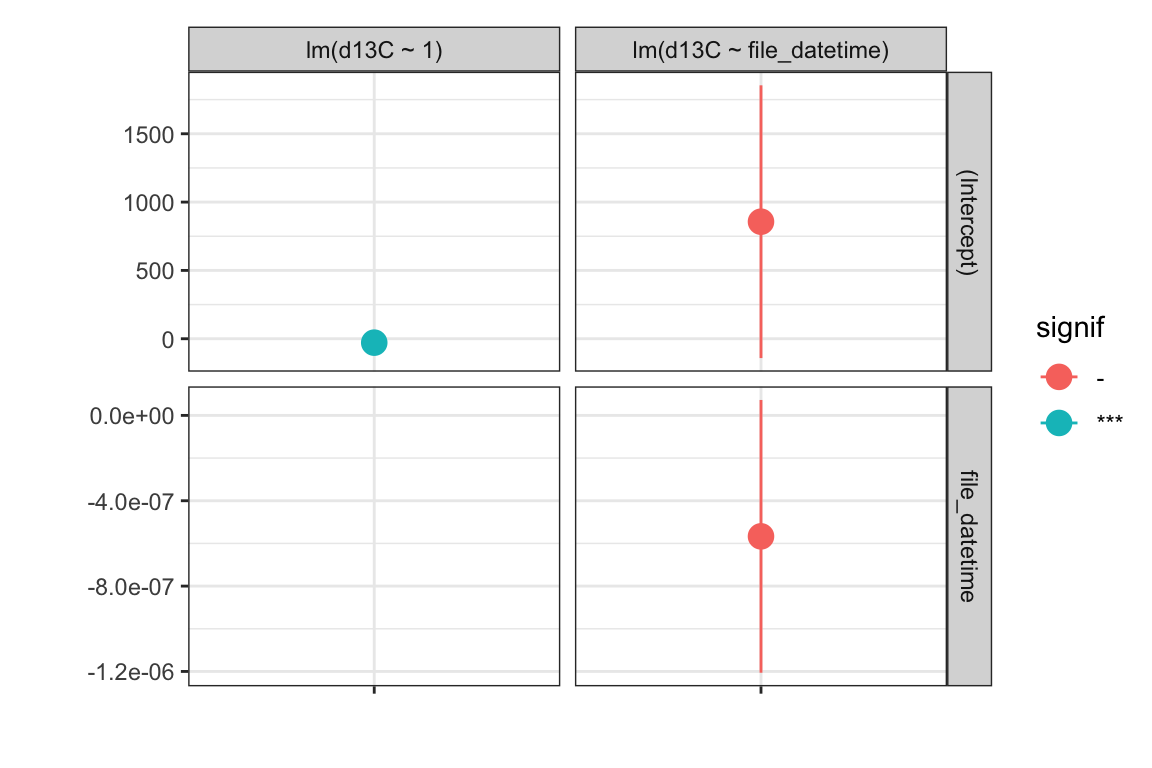 lm(d13C ~ 1)
lm(d13C ~ file_datetime)
1500
1000
500
0
(Intercept)
0.0e+00
-4.0e-07
-8.0e-07
-1.2e-06
file_datetime
signif
-
***